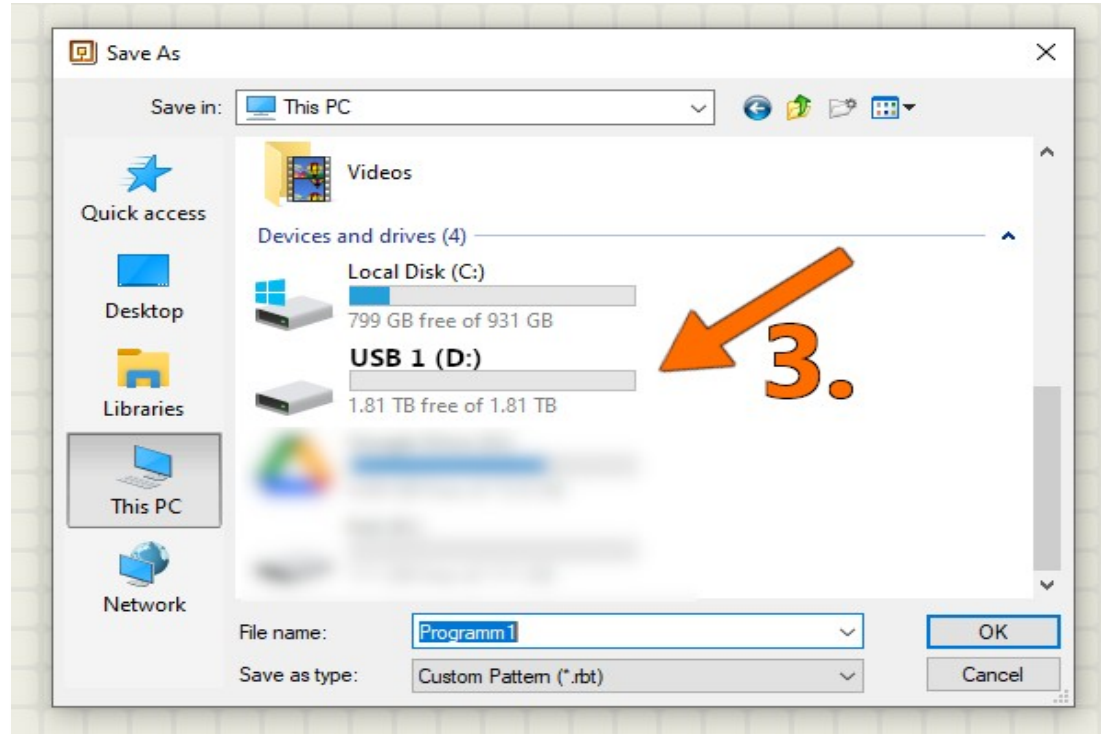 Save As
Save in:
This PC
Quick access
Desktop
Libraries
This PC
Network
Videos
Devices and drives (4)
Local Disk (C:)
799 GB free of 931 GB
USB 1 (D:)
1.81 TB free of 1.81 TB
3.
File name:
Programm1
OK
Save as type:
Custom Pattern (*.rbt)
Cancel